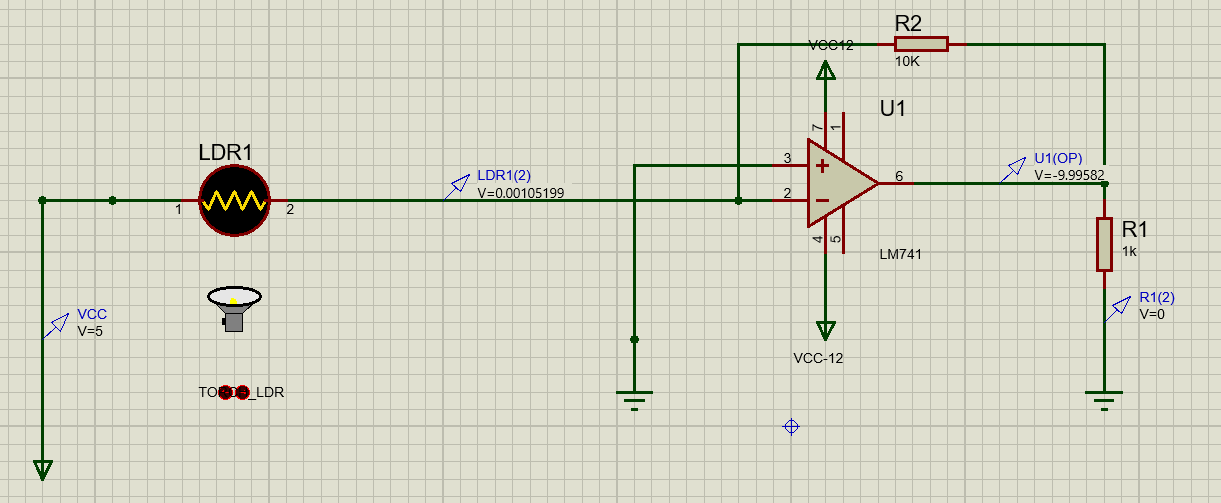 R2
VCC12
10K
U1
7
1
LDR1
3
6
U1(OP)
V=-9.99582
LDR1(2)
V=0.00105199
2
1
2
4
5
LM741
R1
1k
R1(2)
V=0
VCC
V=5
VCC-12
_LDR